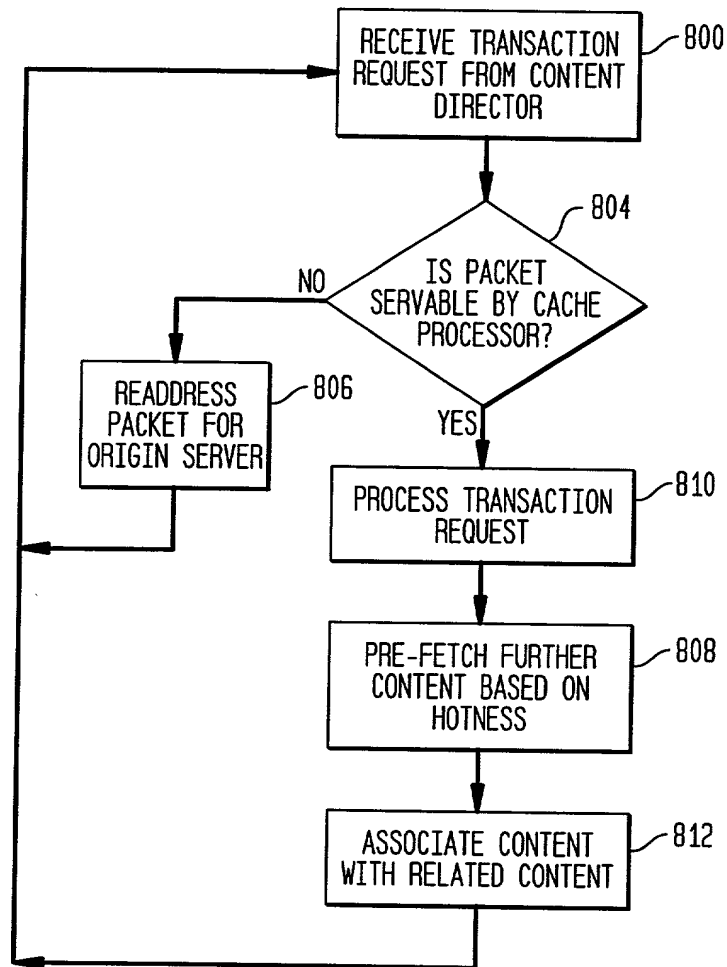 RECEIVE TRANSACTION
REQUEST FROM CONTENT
DIRECTOR
800
804
IS PACKET
SERVABLE BY CACHE
PROCESSOR?
NO
READDRESS
PACKET FOR
ORIGIN SERVER
806
YES
PROCESS TRANSACTION
REQUEST
810
PRE-FETCH FURTHER
CONTENT BASED ON
HOTNESS
808
ASSOCIATE CONTENT
WITH RELATED CONTENT
812